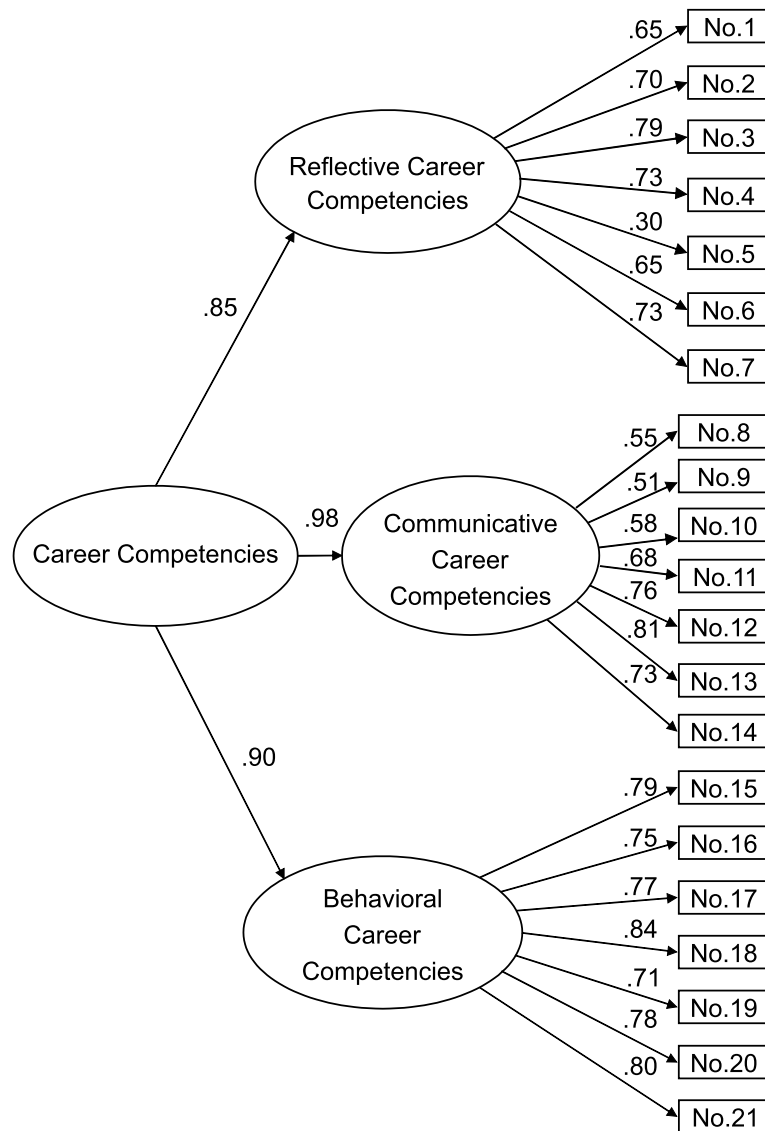 .65
No.1
.70
No.2
.79
No.3
Reflective Career
Competencies
.73
No.4
.30
No.5
.65
No.6
.73
No.7
.85
.55
No.8
.51
No.9
.98
Communicative
Career
Competencies
.58
No.10
.68
No.11
Career Competencies
.76
No.12
.81
No.13
.73
No.14
.90
.79
No.15
.75
No.16
.77
No.17
Behavioral
Career
Competencies
.84
No.18
.71
No.19
.78
No.20
.80
No.21